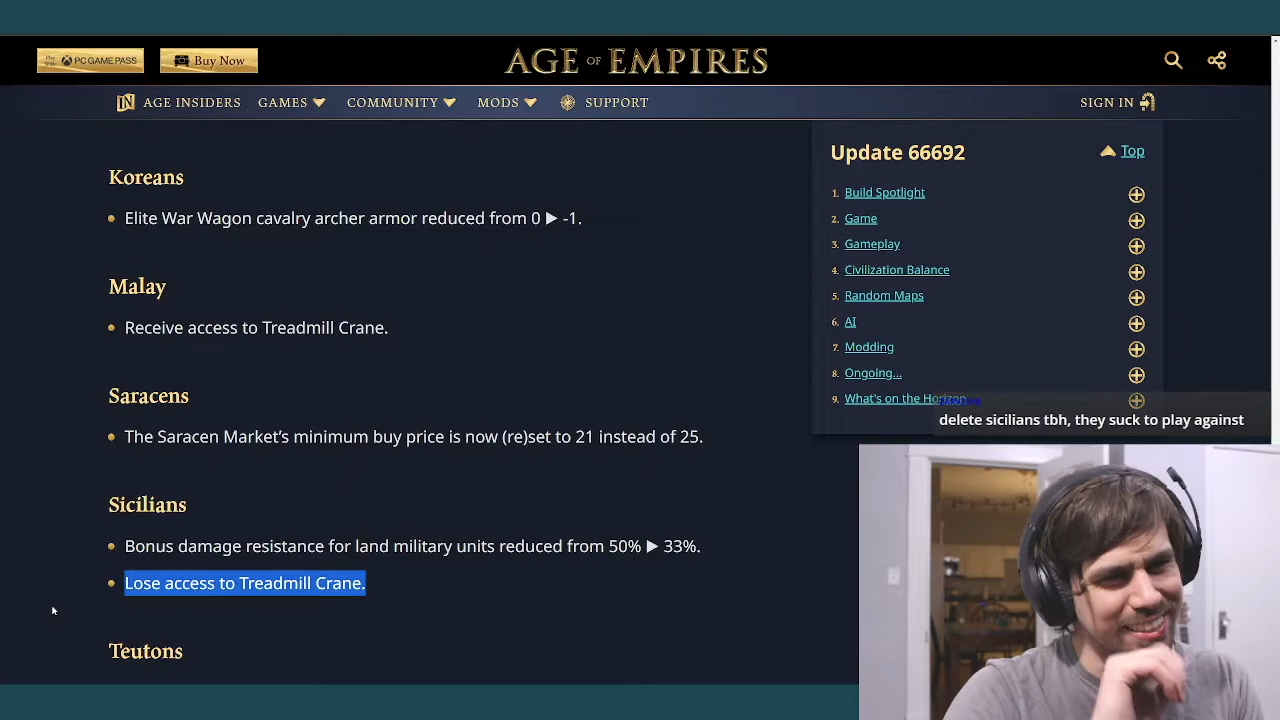 PC GAME PASS
Buy Now
AGE OF EMPIRES
AGE INSIDERS
GAMES
COMMUNITY
MODS
SUPPORT
SIGN IN
Koreans
Elite War Wagon cavalry archer armor reduced from 0 ▶ -1.
Malay
Receive access to Treadmill Crane.
Saracens
The Saracen Market's minimum buy price is now (re)set to 21 instead of 25.
Sicilians
Bonus damage resistance for land military units reduced from 50% ▶ 33%.
Lose access to Treadmill Crane.
Teutons
Update 66692
Top
1. Build Spotlight
2. Game
3. Gameplay
4. Civilization Balance
5. Random Maps
6. AI
7. Modding
8. Ongoing...
9. What's on the Horizon
delete sicilians tbh, they suck to play against